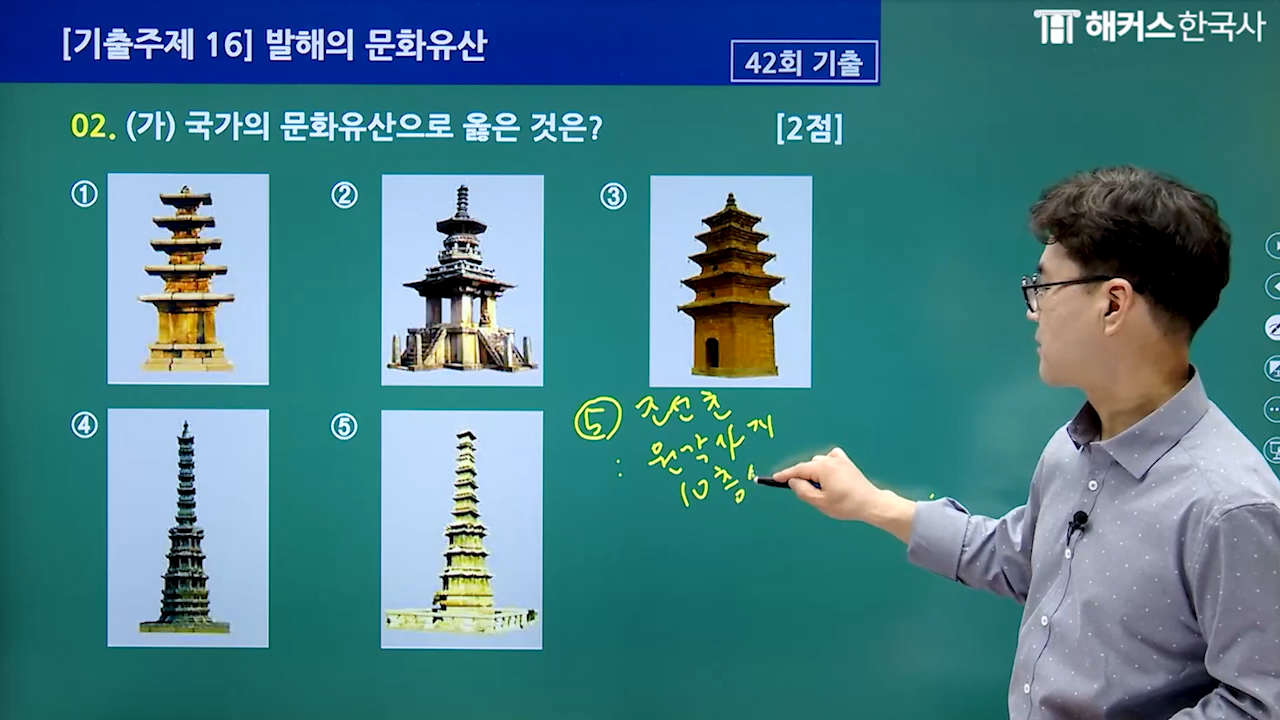 해커스한국사
[기출주제 16] 발해의 문화유산
42회 기출
02. (가) 국가의 문화유산으로 옳은 것은? [2점]
① ② ③
④ ⑤
⑤ 조선 초
: 원각사지
10층